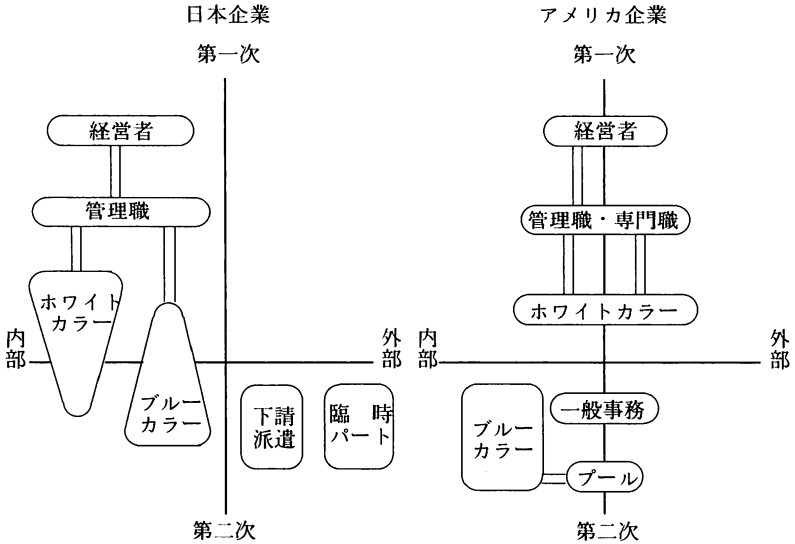 日本企業
第一次
経営者
管理職
ホワイト
カラー
ブルー
カラー
内部
外部
下請
派遣
臨時
パート
第二次
アメリカ企業
第一次
経営者
管理職・専門職
ホワイトカラー
内部
外部
ブルー
カラー
一般事務
プール
第二次